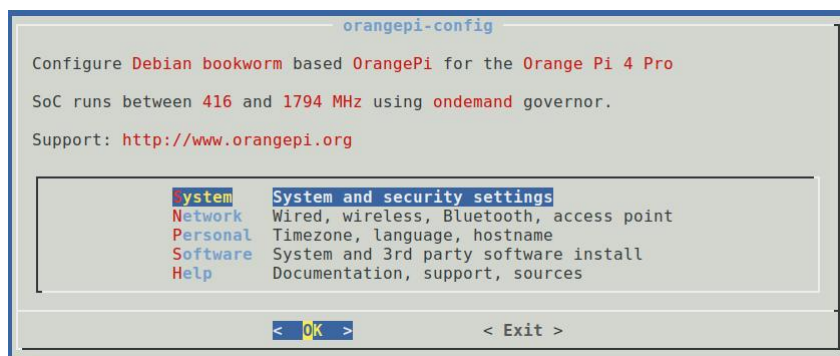 orangepi-config
Configure Debian bookworm based OrangePi for the Orange Pi 4 Pro
SoC runs between 416 and 1794 MHz using ondemand governor.
Support: http://www.orangepi.org
System System and security settings
Network Wired, wireless, Bluetooth, access point
Personal Timezone, language, hostname
Software System and 3rd party software install
Help Documentation, support, sources
< OK > < Exit >